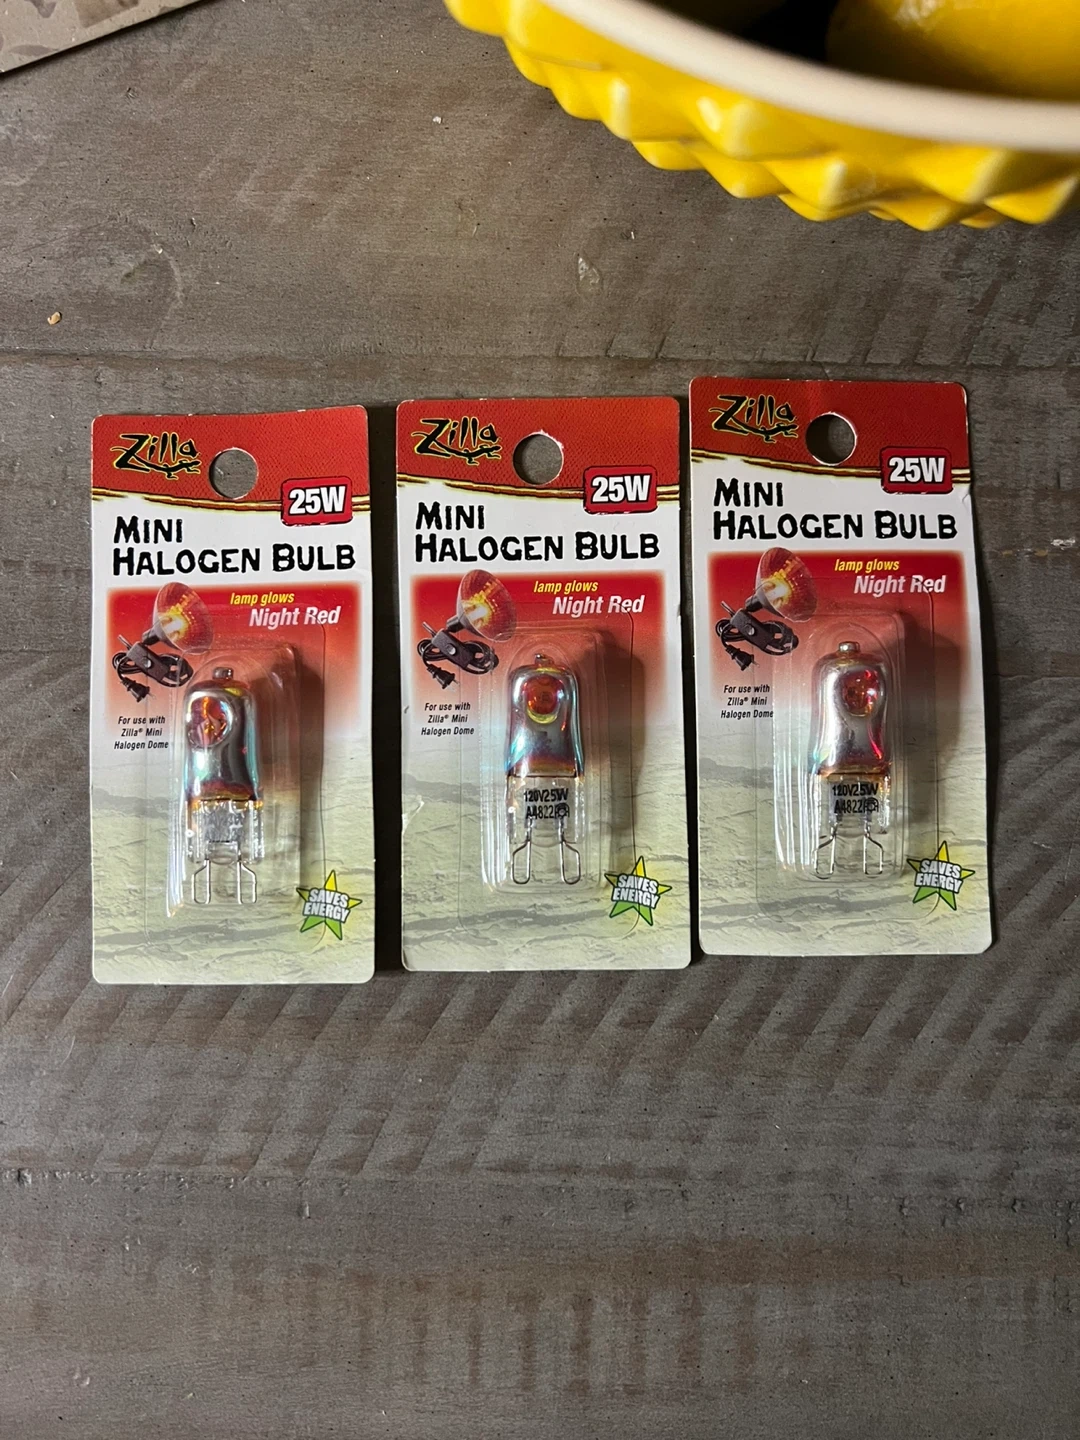 Zilla
25W
MINI
HALOGEN BULB
lamp glows
Night Red
For use with
Zilla® Mini
Halogen Dome
SAVES
ENERGY
Zilla
25W
MINI
HALOGEN BULB
lamp glows
Night Red
For use with
Zilla® Mini
Halogen Dome
120V25W
A4822
SAVES
ENERGY
Zilla
25W
MINI
HALOGEN BULB
lamp glows
Night Red
For use with
Zilla® Mini
Halogen Dome
120V25W
A4822
SAVES
ENERGY